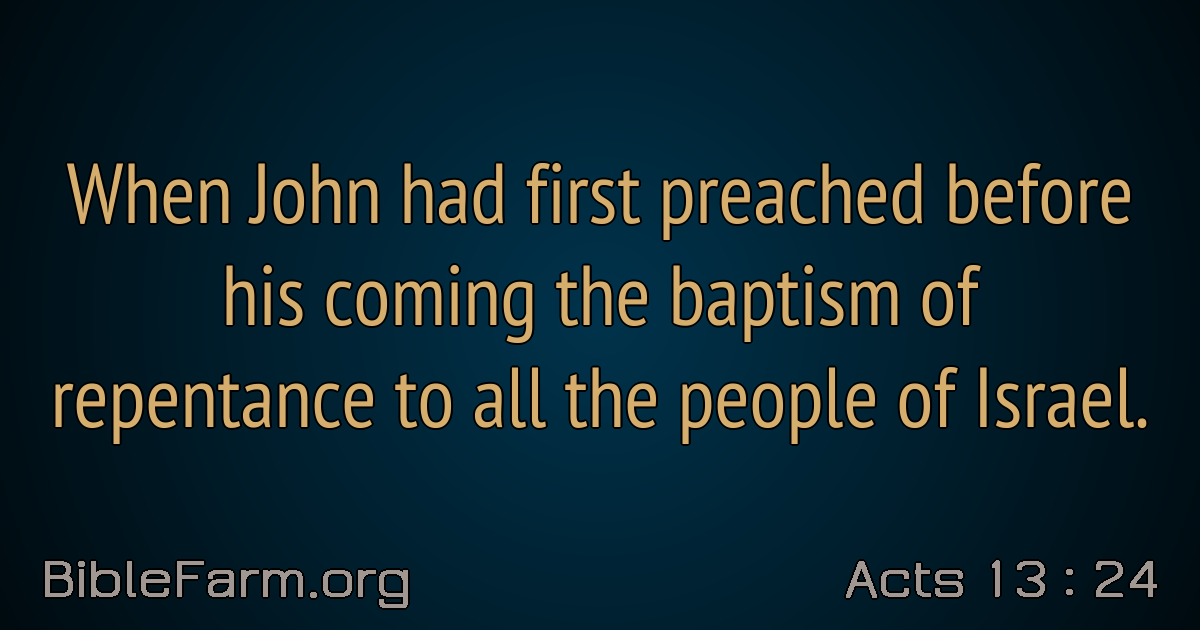 When John had first preached before
his coming the baptism of
repentance to all the people of Israel.
BibleFarm.org
Acts 13 : 24